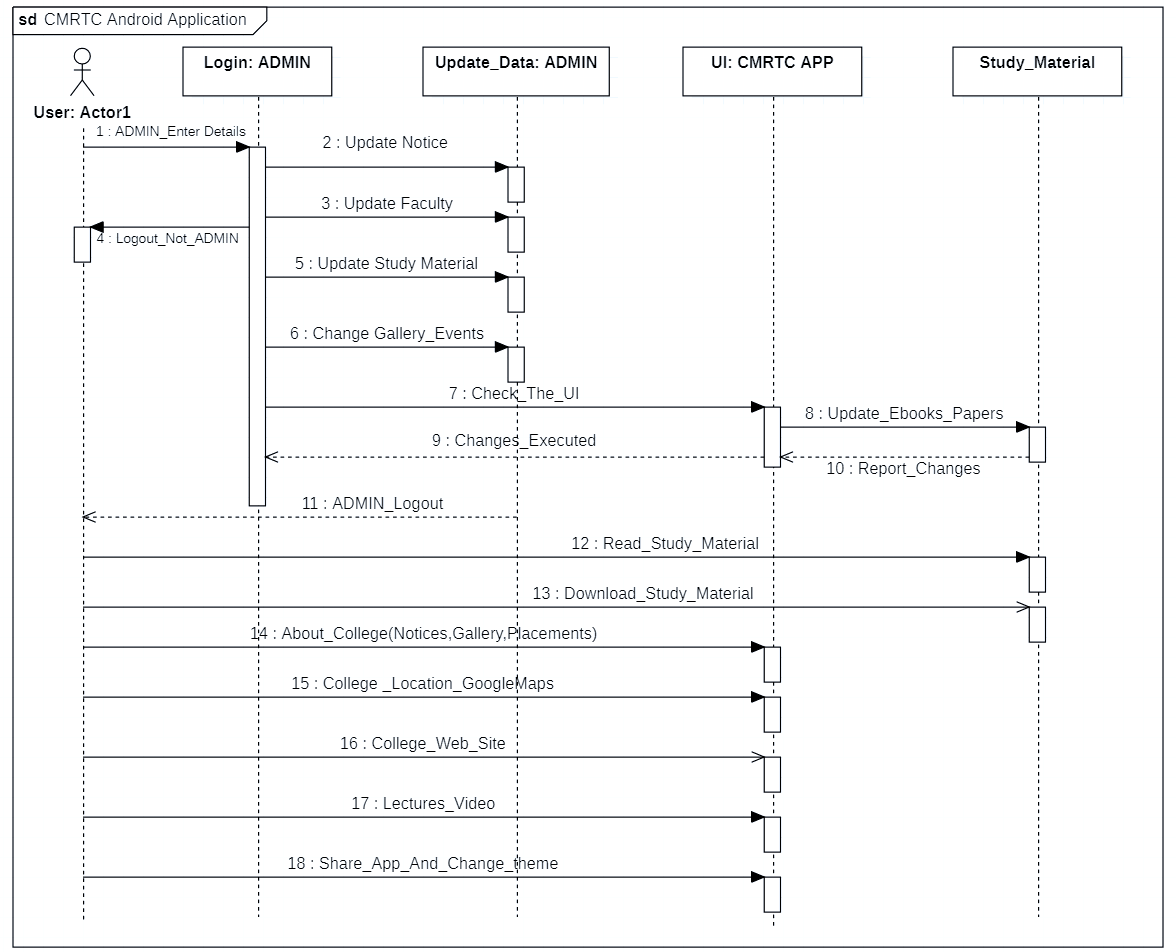 sd CMRTC Android Application
Login: ADMIN
Update_Data: ADMIN
UI: CMRTC APP
Study_Material
User: Actor1
1 : ADMIN_Enter Details
2 : Update Notice
3 : Update Faculty
4 : Logout_Not_ADMIN
5 : Update Study Material
6 : Change Gallery_Events
7 : Check_The_UI
8 : Update_Ebooks_Papers
9 : Changes_Executed
10 : Report_Changes
11 : ADMIN_Logout
12 : Read_Study_Material
13 : Download_Study_Material
14 : About_College(Notices,Gallery,Placements)
15 : College _Location_GoogleMaps
16 : College_Web_Site
17 : Lectures_Video
18 : Share_App_And_Change_theme